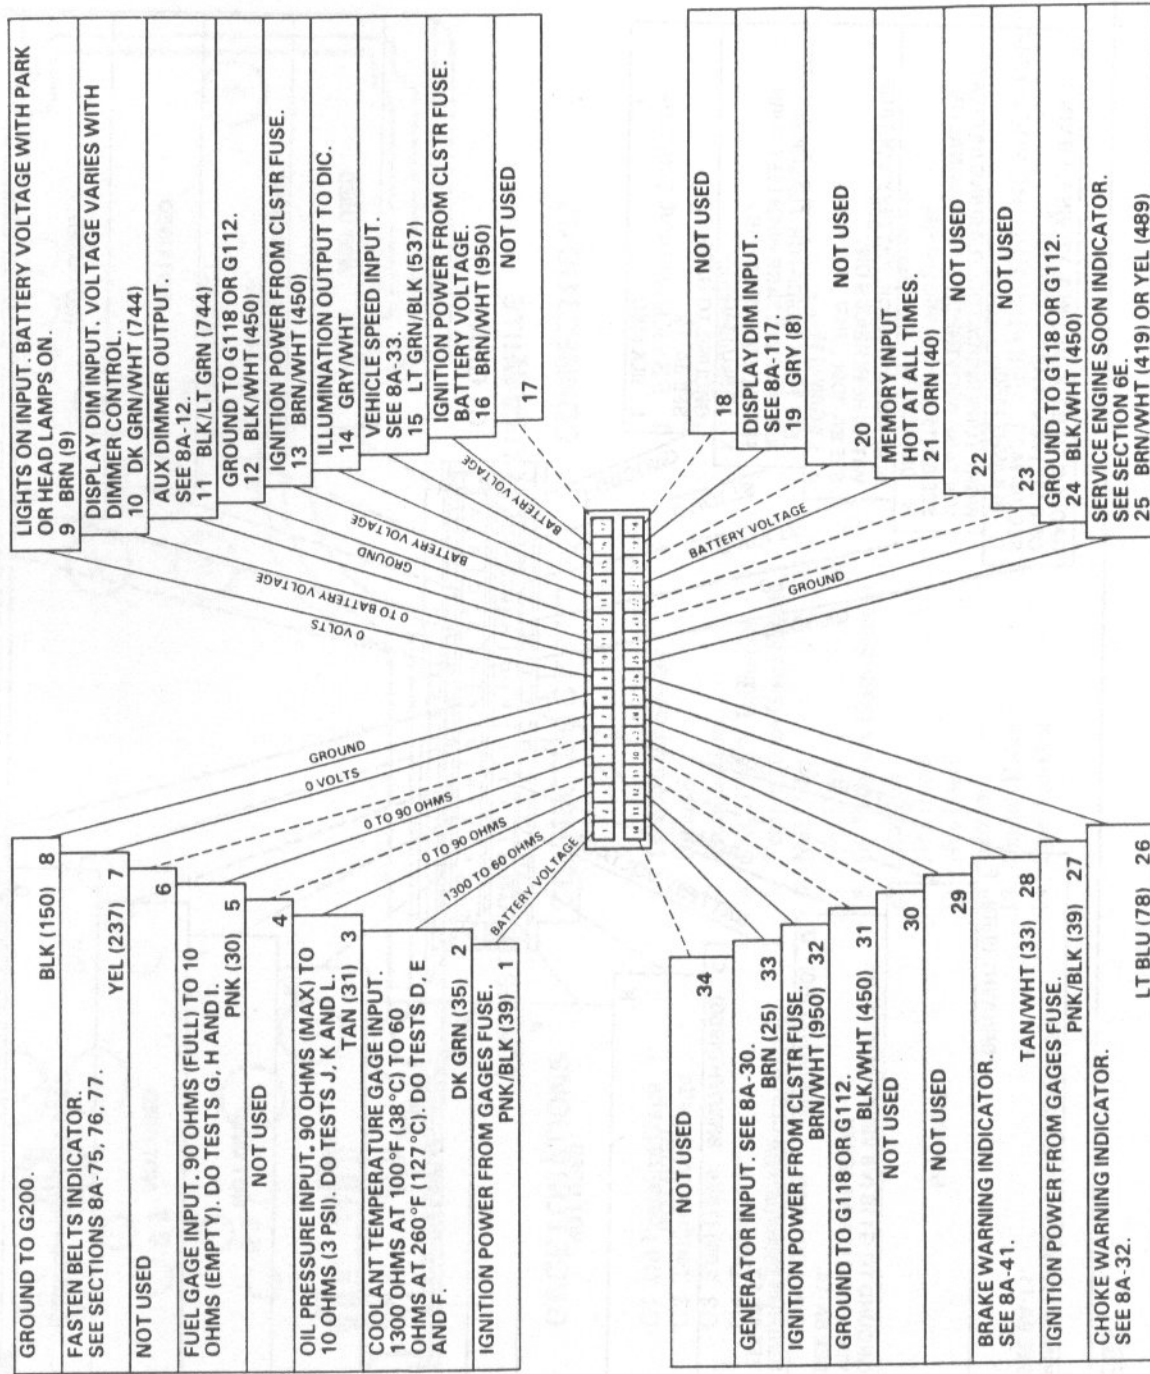 GROUND TO G200.
BLK (150) 8
FASTEN BELTS INDICATOR.
SEE SECTIONS 8A-75, 76, 77.
YEL (237) 7
NOT USED
6
FUEL GAGE INPUT. 90 OHMS (FULL) TO 10
OHMS (EMPTY). DO TESTS G, H AND I.
PNK (30) 5
NOT USED
4
OIL PRESSURE INPUT. 90 OHMS (MAX) TO
10 OHMS (3 PSI). DO TESTS J, K AND L.
TAN (31) 3
COOLANT TEMPERATURE GAGE INPUT.
1300 OHMS AT 100°F (38°C) TO 60
OHMS AT 260°F (127°C). DO TESTS D, E
AND F.
DK GRN (35) 2
IGNITION POWER FROM GAGES FUSE.
PNK/BLK (39) 1
GROUND
0 VOLTS
0 TO 90 OHMS
0 TO 90 OHMS
1300 TO 60 OHMS
BATTERY VOLTAGE
LIGHTS ON INPUT. BATTERY VOLTAGE WITH PARK
OR HEAD LAMPS ON.
9 BRN (9)
DISPLAY DIM INPUT. VOLTAGE VARIES WITH
DIMMER CONTROL.
10 DK GRN/WHT (744)
AUX DIMMER OUTPUT.
SEE 8A-12.
11 BLK/LT GRN (744)
GROUND TO G118 OR G112.
12 BLK/WHT (450)
IGNITION POWER FROM CLSTR FUSE.
13 BRN/WHT (450)
ILLUMINATION OUTPUT TO DIC.
14 GRY/WHT
VEHICLE SPEED INPUT.
SEE 8A-33.
15 LT GRN/BLK (537)
IGNITION POWER FROM CLSTR FUSE.
BATTERY VOLTAGE.
16 BRN/WHT (950)
NOT USED
17
0 VOLTS
0 TO BATTERY VOLTAGE
GROUND
BATTERY VOLTAGE
BATTERY VOLTAGE
NOT USED
34
GENERATOR INPUT. SEE 8A-30.
BRN (25) 33
IGNITION POWER FROM CLSTR FUSE.
BRN/WHT (950) 32
GROUND TO G118 OR G112.
BLK/WHT (450) 31
NOT USED
30
NOT USED
29
BRAKE WARNING INDICATOR.
SEE 8A-41.
TAN/WHT (33) 28
IGNITION POWER FROM GAGES FUSE.
PNK/BLK (39) 27
CHOKE WARNING INDICATOR.
SEE 8A-32.
LT BLU (78) 26
NOT USED
18
DISPLAY DIM INPUT.
SEE 8A-117.
19 GRY (8)
NOT USED
20
MEMORY INPUT
HOT AT ALL TIMES.
21 ORIN (40)
NOT USED
22
NOT USED
23
GROUND TO G118 OR G112.
24 BLK/WHT (450)
SERVICE ENGINE SOON INDICATOR.
SEE SECTION 6E.
25 BRN/WHT (419) OR YEL (489)
BATTERY VOLTAGE
GROUND